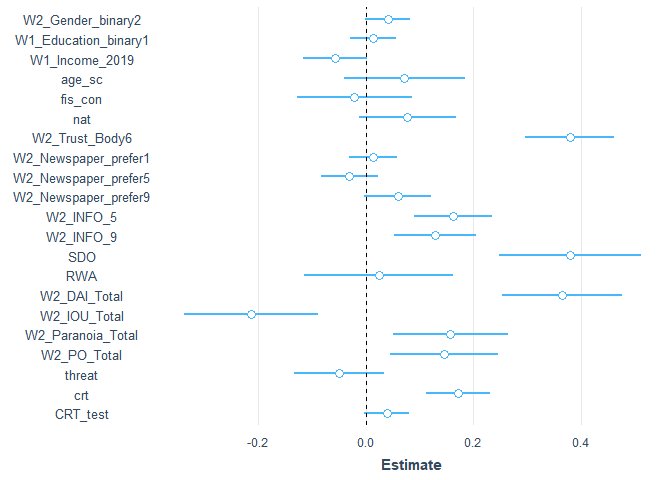 W2_Gender_binary2
W1_Education_binary1
W1_Income_2019
age_sc
fis_con
nat
W2_Trust_Body6
W2_Newspaper_prefer1
W2_Newspaper_prefer5
W2_Newspaper_prefer9
W2_INFO_5
W2_INFO_9
SDO
RWA
W2_DAI_Total
W2_IOU_Total
W2_Paranoia_Total
W2_PO_Total
threat
crt
CRT_test
-0.2 0.0 0.2 0.4
Estimate